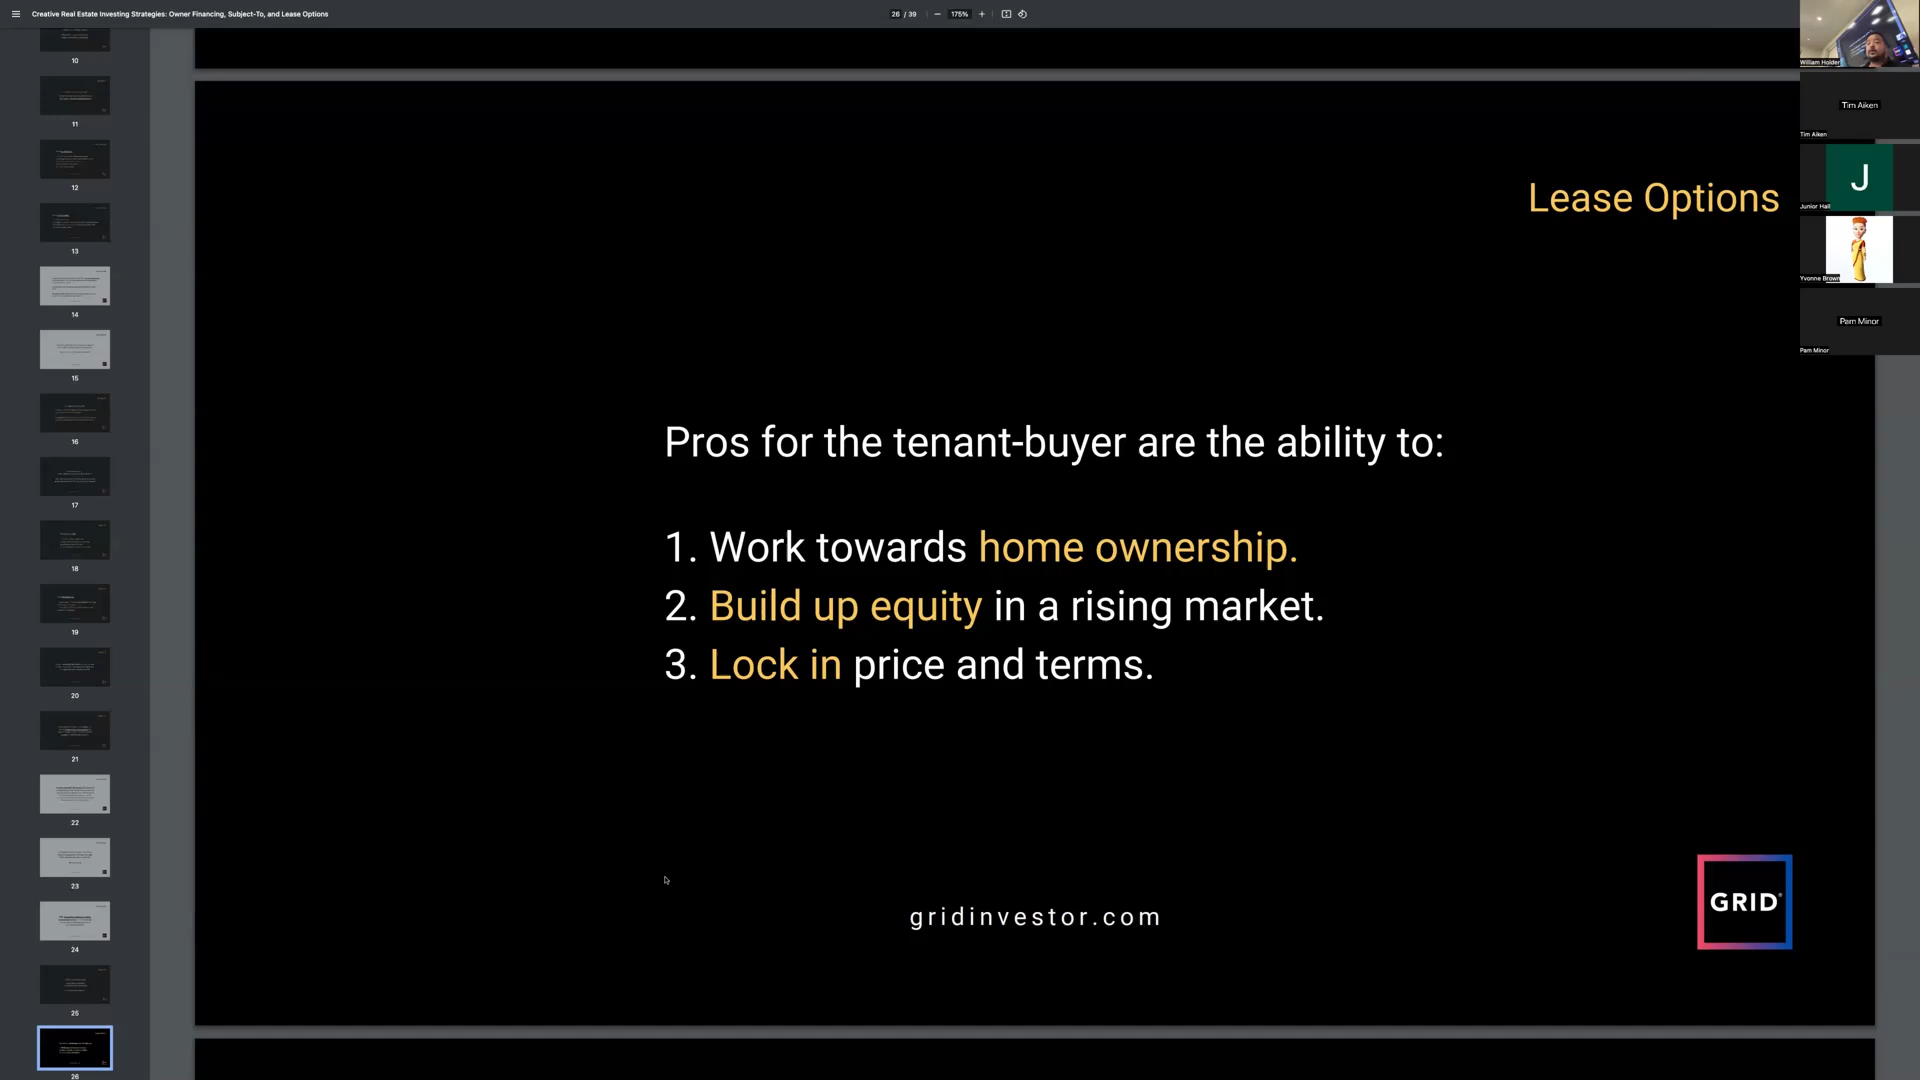 Creative Real Estate Investing Strategies: Owner Financing, Subject-To, and Lease Options
26 / 39
175%
10
11
12
13
14
15
16
17
18
19
20
21
22
23
24
25
26
Lease Options
Pros for the tenant-buyer are the ability to:
1. Work towards home ownership.
2. Build up equity in a rising market.
3. Lock in price and terms.
gridinvestor.com
GRID®
William Holder
Tim Aiken
Tim Aiken
J
Junior Hall
Yvonne Brown
Pam Minor
Pam Minor